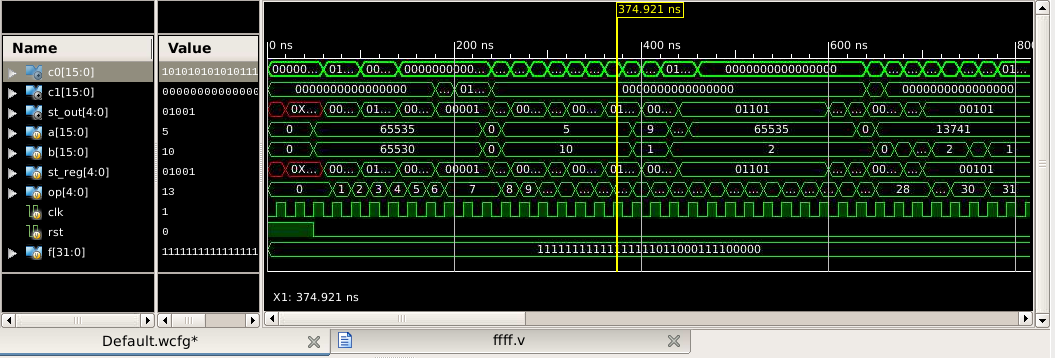 374.921 ns
Name Value
0 ns 200 ns 400 ns 600 ns 800
c0[15:0] 101010101010111 00000... 01... 00... 0000000000... ... ... ... ... ... ... ... ... ... 01... 0000000000000000 ... ... ... ... ... ... ... 01...
c1[15:0] 000000000000000 0000000000000000 ... 01... 0000000000000000 0000000000000000
st_out[4:0] 01001 0X... 00... 01... 00... 00001 00... 00... 00... 01... 00... 01101 ... ... 00... ... 00101
a[15:0] 5 0 65535 0 5 9 ... 65535 0 13741
b[15:0] 10 0 65530 0 10 1 2 0 ... 2 ... 1
st_reg[4:0] 01001 0X... 00... 01... 00... 00001 00... 00... 00... 01... 00... 01101 ... ... 00... ... 00101
op[4:0] 13 0 1 2 3 4 5 6 7 8 9 ... ... ... ... ... ... ... ... ... ... ... ... ... ... ... ... ... ... 28 ... 30 31
clk 1
rst 0
f[31:0] 111111111111111
X1: 374.921 ns
Default.wcfg* ffff.v